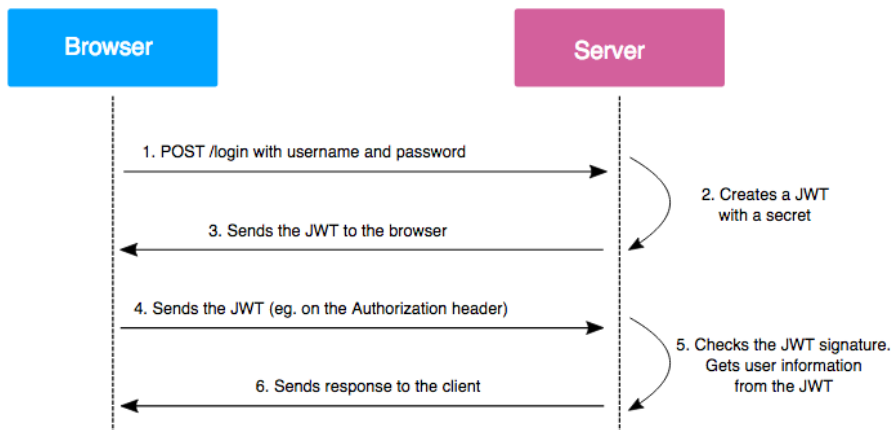 Browser
Server
1. POST /login with username and password
2. Creates a JWT
with a secret
3. Sends the JWT to the browser
4. Sends the JWT (eg. on the Authorization header)
5. Checks the JWT signature.
Gets user information
from the JWT
6. Sends response to the client